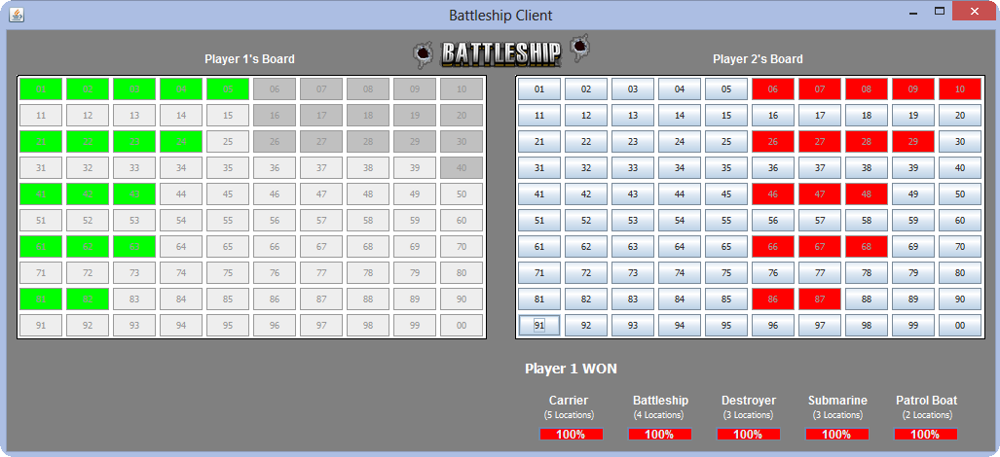 Battleship Client
Player 1's Board
BATTLESHIP
Player 2's Board
01 02 03 04 05 06 07 08 09 10
11 12 13 14 15 16 17 18 19 20
21 22 23 24 25 26 27 28 29 30
31 32 33 34 35 36 37 38 39 40
41 42 43 44 45 46 47 48 49 50
51 52 53 54 55 56 57 58 59 60
61 62 63 64 65 66 67 68 69 70
71 72 73 74 75 76 77 78 79 80
81 82 83 84 85 86 87 88 89 90
91 92 93 94 95 96 97 98 99 00
01 02 03 04 05 06 07 08 09 10
11 12 13 14 15 16 17 18 19 20
21 22 23 24 25 26 27 28 29 30
31 32 33 34 35 36 37 38 39 40
41 42 43 44 45 46 47 48 49 50
51 52 53 54 55 56 57 58 59 60
61 62 63 64 65 66 67 68 69 70
71 72 73 74 75 76 77 78 79 80
81 82 83 84 85 86 87 88 89 90
91 92 93 94 95 96 97 98 99 00
Player 1 WON
Carrier Battleship Destroyer Submarine Patrol Boat
(5 Locations) (4 Locations) (3 Locations) (3 Locations) (2 Locations)
100% 100% 100% 100% 100%